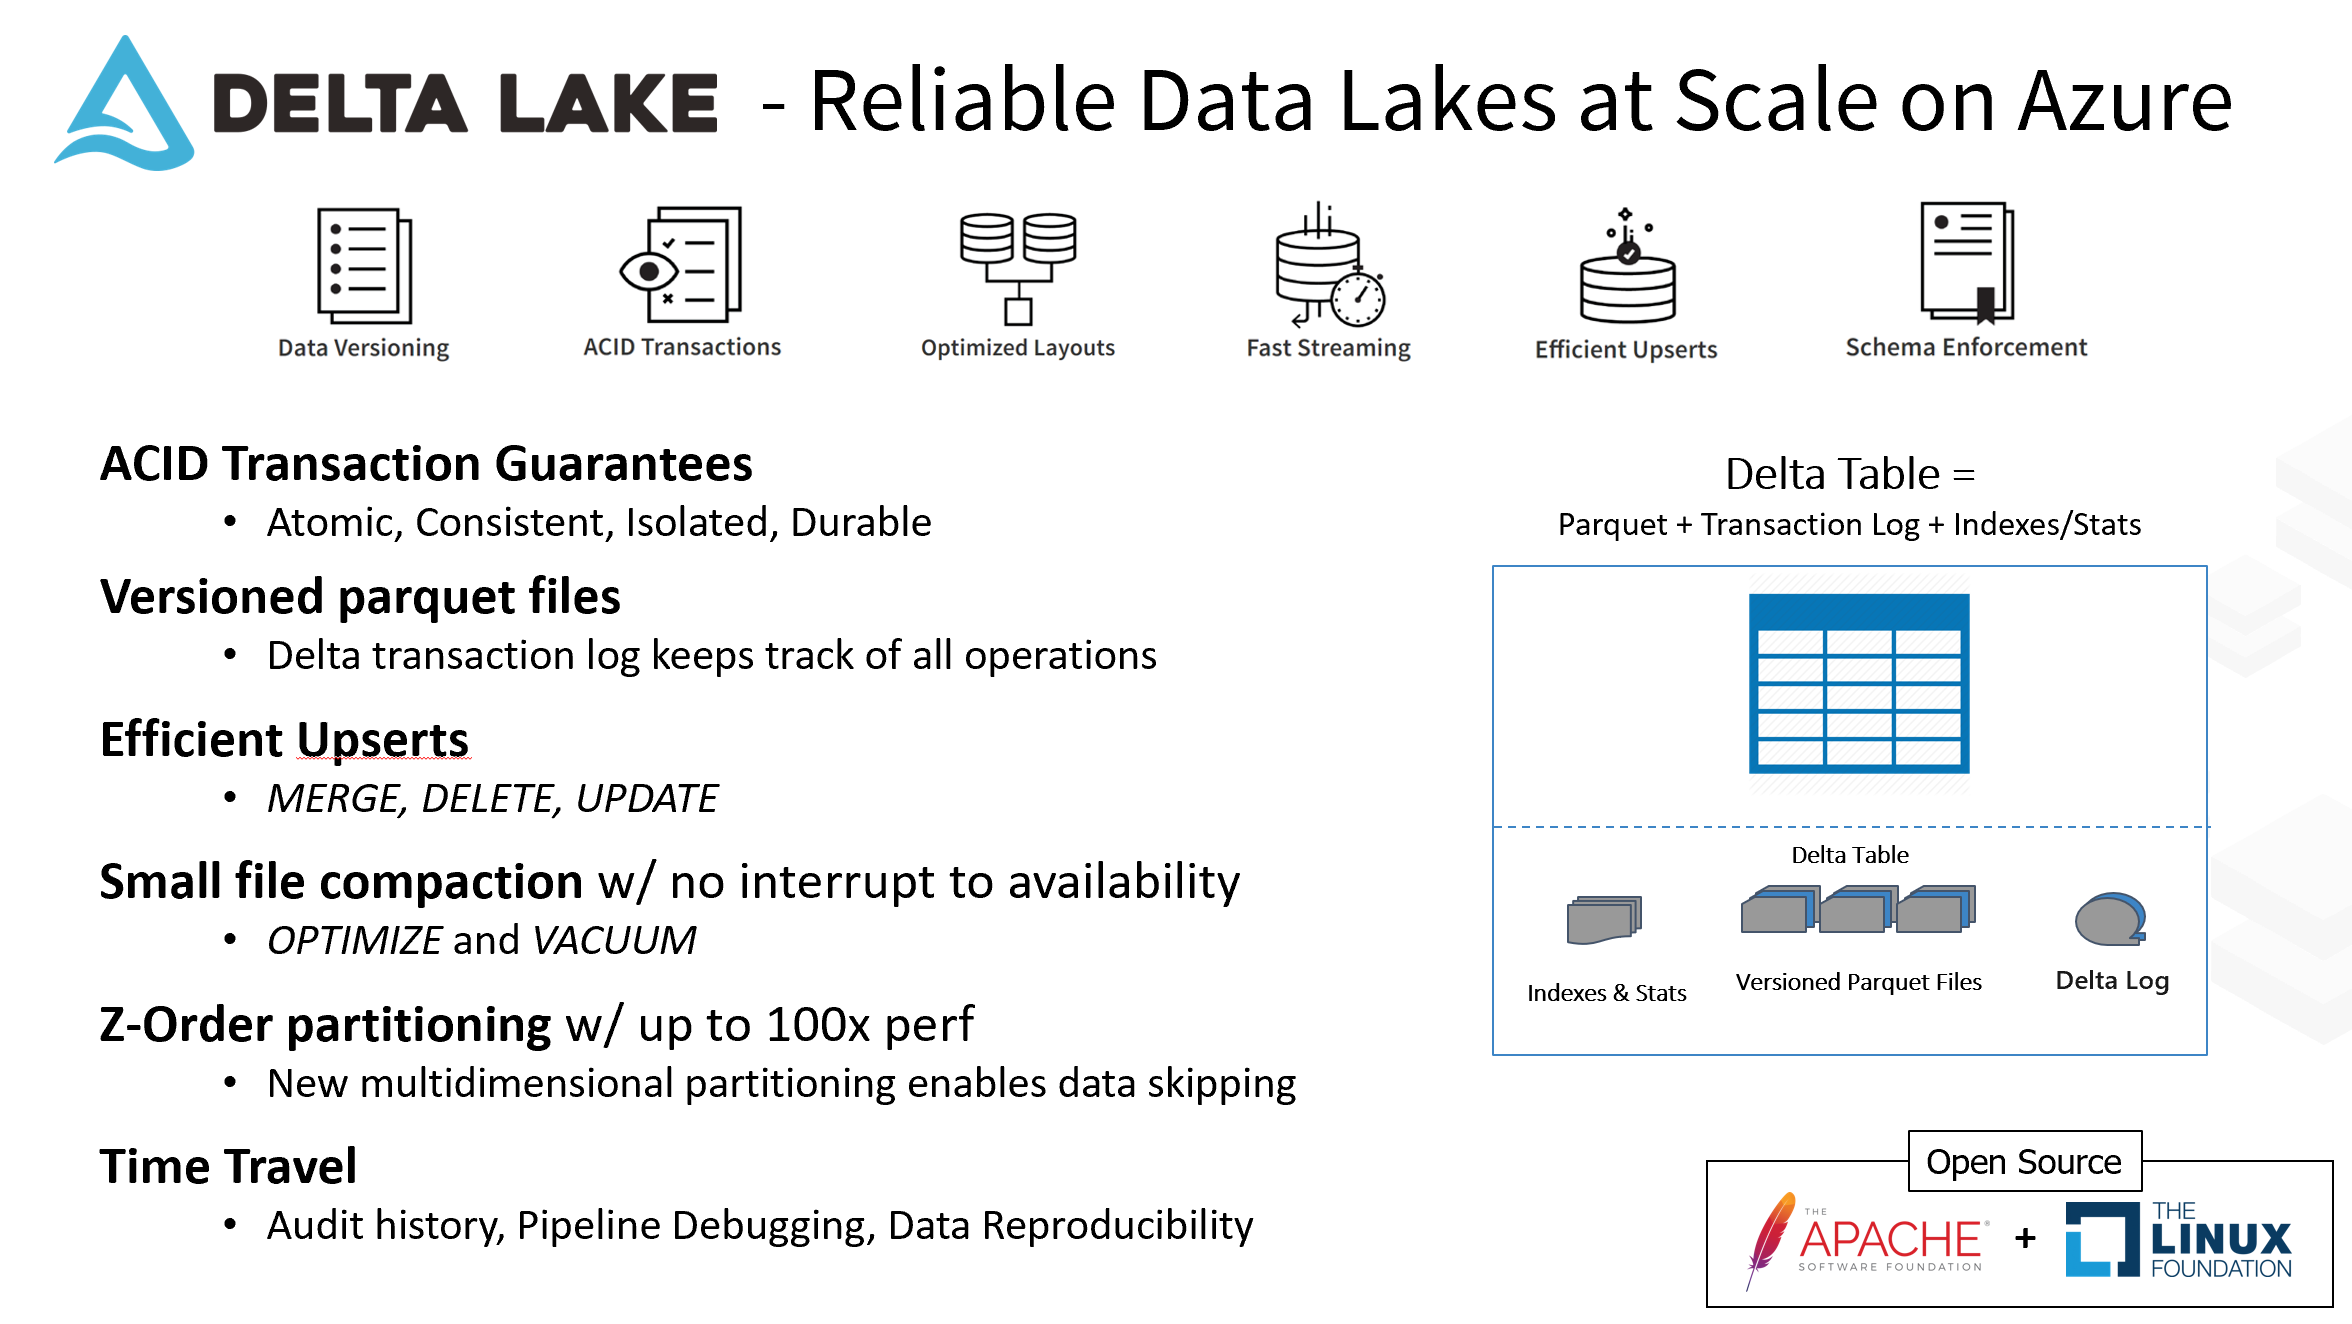 DELTA LAKE - Reliable Data Lakes at Scale on Azure
Data Versioning
ACID Transactions
Optimized Layouts
Fast Streaming
Efficient Upserts
Schema Enforcement
ACID Transaction Guarantees
• Atomic, Consistent, Isolated, Durable
Versioned parquet files
• Delta transaction log keeps track of all operations
Efficient Upserts
• MERGE, DELETE, UPDATE
Small file compaction w/ no interrupt to availability
• OPTIMIZE and VACUUM
Z-Order partitioning w/ up to 100x perf
• New multidimensional partitioning enables data skipping
Time Travel
• Audit history, Pipeline Debugging, Data Reproducibility
Delta Table =
Parquet + Transaction Log + Indexes/Stats
Delta Table
Indexes & Stats
Versioned Parquet Files
Delta Log
Open Source
THE
APACHE®
SOFTWARE FOUNDATION
+
THE
LINUX
FOUNDATION